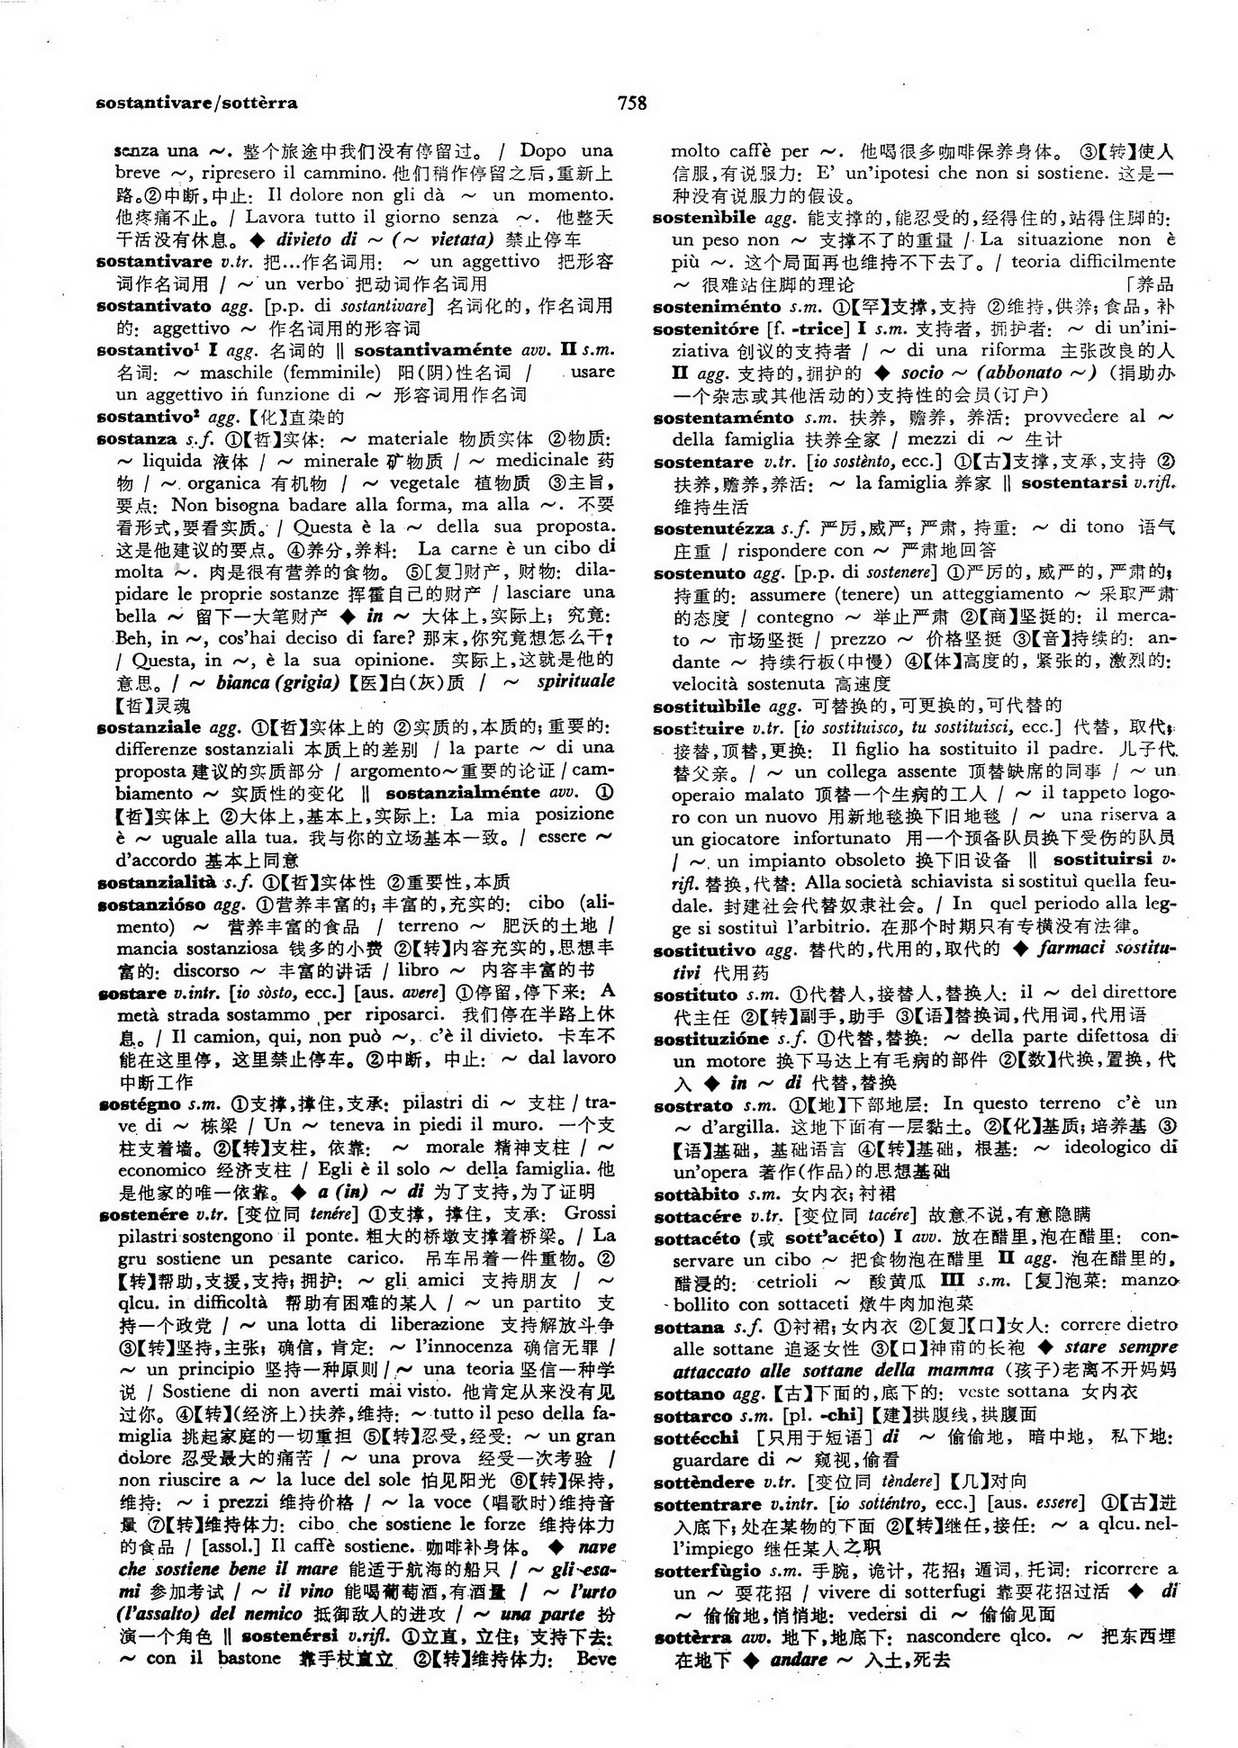 sostantivare/sottèrra
758
senza una ～. 整个旅途中我们没有停留过。 / Dopo una
breve ～, ripresero il cammino. 他们稍作停留之后,重新上
路。②中断,中止: Il dolore non gli dà ～ un momento.
他疼痛不止。/ Lavora tutto il giorno senza ～. 他整天
干活没有休息。◆ divieto di ～ (～ vietata) 禁止停车
sostantivare v.tr. 把…作名词用: ～ un aggettivo 把形容
词作名词用 / ～ un verbo 把动词作名词用
sostantivato agg. [p.p. di sostantivare] 名词化的, 作名词用
的: aggettivo ～ 作名词用的形容词
sostantivo¹ I agg. 名词的 ‖ sostantivaménte avv. II s.m.
名词: ～ maschile (femminile) 阳(阴)性名词 / usare
un aggettivo in funzione di ～ 形容词用作名词
sostantivo² agg.【化】直染的
sostanza s.f. ①【哲】实体: ～ materiale 物质实体 ②物质:
～ liquida 液体 / ～ minerale 矿物质 / ～ medicinale 药
物 / ～ organica 有机物 / ～ vegetale 植物质 ③主旨,
要点: Non bisogna badare alla forma, ma alla ～. 不要
看形式,要看实质。/ Questa è la ～ della sua proposta.
这是他建议的要点。④养分,养料: La carne è un cibo di
molta ～. 肉是很有营养的食物。 ⑤[复]财产, 财物: dila-
pidare le proprie sostanze 挥霍自己的财产 / lasciare una
bella ～ 留下一大笔财产 ◆ in ～ 大体上,实际上; 究竟:
Beh, in ～, cos'hai deciso di fare? 那末,你究竟想怎么干?
/ Questa, in ～, è la sua opinione. 实际上,这就是他的
意思。/ ～ bianca (grigia)【医】白(灰)质 / ～ spirituale
【哲】灵魂
sostanziale agg. ①【哲】实体上的 ②实质的,本质的; 重要的:
differenze sostanziali 本质上的差别 / la parte ～ di una
proposta 建议的实质部分 / argomento～重要的论证 / cam-
biamento ～ 实质性的变化 ‖ sostanzialménte avv. ①
【哲】实体上 ②大体上,基本上,实际上: La mia posizione
è ～ uguale alla tua. 我与你的立场基本一致。/ essere ～
d'accordo 基本上同意
sostanzialità s.f. ①【哲】实体性 ②重要性,本质
sostanzióso agg. ①营养丰富的; 丰富的,充实的: cibo (ali-
mento) ～ 营养丰富的食品 / terreno ～ 肥沃的土地 /
mancia sostanziosa 钱多的小费 ②【转】内容充实的,思想丰
富的: discorso ～ 丰富的讲话 / libro ～ 内容丰富的书
sostare v.intr. [io sòsto, ecc.] [aus. avere] ①停留,停下来: A
metà strada sostammo per riposarci. 我们停在半路上休
息。/ Il camion, qui, non può ～, c'è il divieto. 卡车不
能在这里停, 这里禁止停车。②中断, 中止: ～ dal lavoro
中断工作
sostégno s.m. ①支撑,撑住,支承: pilastri di ～ 支柱 / tra-
ve di ～ 栋梁 / Un ～ teneva in piedi il muro. 一个支
柱支着墙。②【转】支柱, 依靠: ～ morale 精神支柱 / ～
economico 经济支柱 / Egli è il solo ～ della famiglia. 他
是他家的唯一依靠。◆ a (in) ～ di 为了支持,为了证明
sostenére v.tr. [变位同 tenére] ①支撑, 撑住, 支承: Grossi
pilastri sostengono il ponte. 粗大的桥墩支撑着桥梁。/ La
gru sostiene un pesante carico. 吊车吊着一件重物。②
【转】帮助,支援,支持; 拥护: ～ gli amici 支持朋友 / ～
qlcu. in difficoltà 帮助有困难的某人 / ～ un partito 支
持一个政党 / ～ una lotta di liberazione 支持解放斗争
③【转】坚持,主张; 确信, 肯定: ～ l'innocenza 确信无罪 /
～ un principio 坚持一种原则 / ～ una teoria 坚信一种学
说 / Sostiene di non averti mai visto. 他肯定从来没有见
过你。④【转】(经济上)扶养,维持: ～ tutto il peso della fa-
miglia 挑起家庭的一切重担 ⑤【转】忍受,经受: ～ un gran
dolore 忍受最大的痛苦 / ～ una prova 经受一次考验 /
non riuscire a ～ la luce del sole 怕见阳光 ⑥【转】保持,
维持: ～ i prezzi 维持价格 / ～ la voce (唱歌时)维持音
量 ⑦【转】维持体力: cibo che sostiene le forze 维持体力
的食品 / [assol.] Il caffè sostiene. 咖啡补身体。 ◆ nave
che sostiene bene il mare 能适于航海的船只 / ～ gli esa-
mi 参加考试 / ～ il vino 能喝葡萄酒,有酒量 / ～ l'urto
(l'assalto) del nemico 抵御敌人的进攻 / ～ una parte 扮
演一个角色 ‖ sostenérsi v.rifl. ①立直, 立住; 支持下去:
～ con il bastone 靠手杖直立 ②【转】维持体力: Beve
molto caffè per ～. 他喝很多咖啡保养身体。 ③【转】使人
信服,有说服力: E' un'ipotesi che non si sostiene. 这是一
种没有说服力的假设。
sostenìbile agg. 能支撑的,能忍受的,经得住的,站得住脚的:
un peso non ～ 支撑不了的重量 / La situazione non è
più ～. 这个局面再也维持不下去了。/ teoria difficilmente
～ 很难站住脚的理论 「养品
sosteniménto s.m. ①【罕】支撑,支持 ②维持,供养; 食品, 补
sostenitóre [f. -trice] I s.m. 支持者, 拥护者: ～ di un'ini-
ziativa 创议的支持者 / ～ di una riforma 主张改良的人
II agg. 支持的,拥护的 ◆ socio ～ (abbonato ～) (捐助办
一个杂志或其他活动的)支持性的会员(订户)
sostentaménto s.m. 扶养, 赡养, 养活: provvedere al ～
della famiglia 扶养全家 / mezzi di ～ 生计
sostentare v.tr. [io sostènto, ecc.] ①【古】支撑,支承,支持 ②
扶养,赡养,养活: ～ la famiglia 养家 ‖ sostentarsi v.rifl.
维持生活
sostenutézza s.f. 严厉,威严; 严肃, 持重: ～ di tono 语气
庄重 / rispondere con ～ 严肃地回答
sostenuto agg. [p.p. di sostenere] ①严厉的, 威严的, 严肃的;
持重的: assumere (tenere) un atteggiamento ～ 采取严肃
的态度 / contegno ～ 举止严肃 ②【商】坚挺的: il merca-
to ～ 市场坚挺 / prezzo ～ 价格坚挺 ③【音】持续的: an-
dante ～ 持续行板(中慢) ④【体】高度的, 紧张的, 激烈的:
velocità sostenuta 高速度
sostituìbile agg. 可替换的,可更换的,可代替的
sostituire v.tr. [io sostituisco, tu sostituisci, ecc.] 代替, 取代;
接替,顶替,更换: Il figlio ha sostituito il padre. 儿子代
替父亲。/ ～ un collega assente 顶替缺席的同事 / ～ un
operaio malato 顶替一个生病的工人 / ～ il tappeto logo-
ro con un nuovo 用新地毯换下旧地毯 / ～ una riserva a
un giocatore infortunato 用一个预备队员换下受伤的队员
/ ～ un impianto obsoleto 换下旧设备 ‖ sostituirsi v.
rifl. 替换,代替: Alla società schiavista si sostituì quella feu-
dale. 封建社会代替奴隶社会。/ In quel periodo alla leg-
ge si sostituì l'arbitrio. 在那个时期只有专横没有法律。
sostitutivo agg. 替代的,代用的,取代的 ◆ farmaci sostitu-
tivi 代用药
sostituto s.m. ①代替人,接替人,替换人: il ～ del direttore
代主任 ②【转】副手,助手 ③【语】替换词,代用词,代用语
sostituzióne s.f. ①代替,替换: ～ della parte difettosa di
un motore 换下马达上有毛病的部件 ②【数】代换,置换, 代
入 ◆ in ～ di 代替,替换
sostrato s.m. ①【地】下部地层: In questo terreno c'è un
～ d'argilla. 这地下面有一层黏土。②【化】基质; 培养基 ③
【语】基础, 基础语言 ④【转】基础, 根基: ～ ideologico di
un'opera 著作(作品)的思想基础
sottàbito s.m. 女内衣; 衬裙
sottacére v.tr. [变位同 tacére] 故意不说,有意隐瞒
sottacéto (或 sott'acéto) I avv. 放在醋里,泡在醋里: con-
servare un cibo ～ 把食物泡在醋里 II agg. 泡在醋里的,
醋浸的: cetrioli ～ 酸黄瓜 III s.m. [复]泡菜: manzo
bollito con sottaceti 燉牛肉加泡菜
sottana s.f. ①衬裙; 女内衣 ②[复]【口】女人: correre dietro
alle sottane 追逐女性 ③【口】神甫的长袍 ◆ stare sempre
attaccato alle sottane della mamma (孩子)老离不开妈妈
sottano agg.【古】下面的,底下的: veste sottana 女内衣
sottarco s.m. [pl. -chi]【建】拱腹线,拱腹面
sottécchi [只用于短语] di ～ 偷偷地, 暗中地, 私下地:
guardare di ～ 窥视,偷看
sottèndere v.tr. [变位同 tèndere]【几】对向
sottentrare v.intr. [io sotténtro, ecc.] [aus. essere] ①【古】进
入底下; 处在某物的下面 ②【转】继任,接任: ～ a qlcu. nel-
l'impiego 继任某人之职
sotterfùgio s.m. 手腕, 诡计, 花招; 遁词, 托词: ricorrere a
un ～ 耍花招 / vivere di sotterfugi 靠耍花招过活 ◆ di
～ 偷偷地,悄悄地: vedersi di ～ 偷偷见面
sottèrra avv. 地下,地底下: nascondere qlco. ～ 把东西埋
在地下 ◆ andare ～ 入土,死去